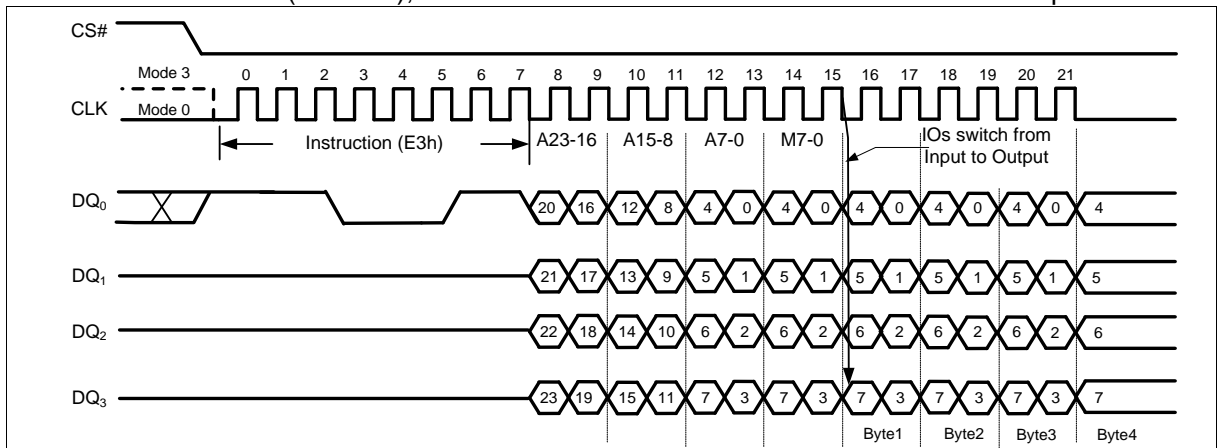 CS#
Mode 3
0 1 2 3 4 5 6 7 8 9 10 11 12 13 14 15 16 17 18 19 20 21
CLK
Mode 0
Instruction (E3h)
A23-16 A15-8 A7-0 M7-0
IOs switch from
Input to Output
DQ0
20 16 12 8 4 0 4 0 4 0 4 0 4 0 4
DQ1
21 17 13 9 5 1 5 1 5 1 5 1 5 1 5
DQ2
22 18 14 10 6 2 6 2 6 2 6 2 6 2 6
DQ3
23 19 15 11 7 3 7 3 7 3 7 3 7 3 7
Byte1 Byte2 Byte3 Byte4